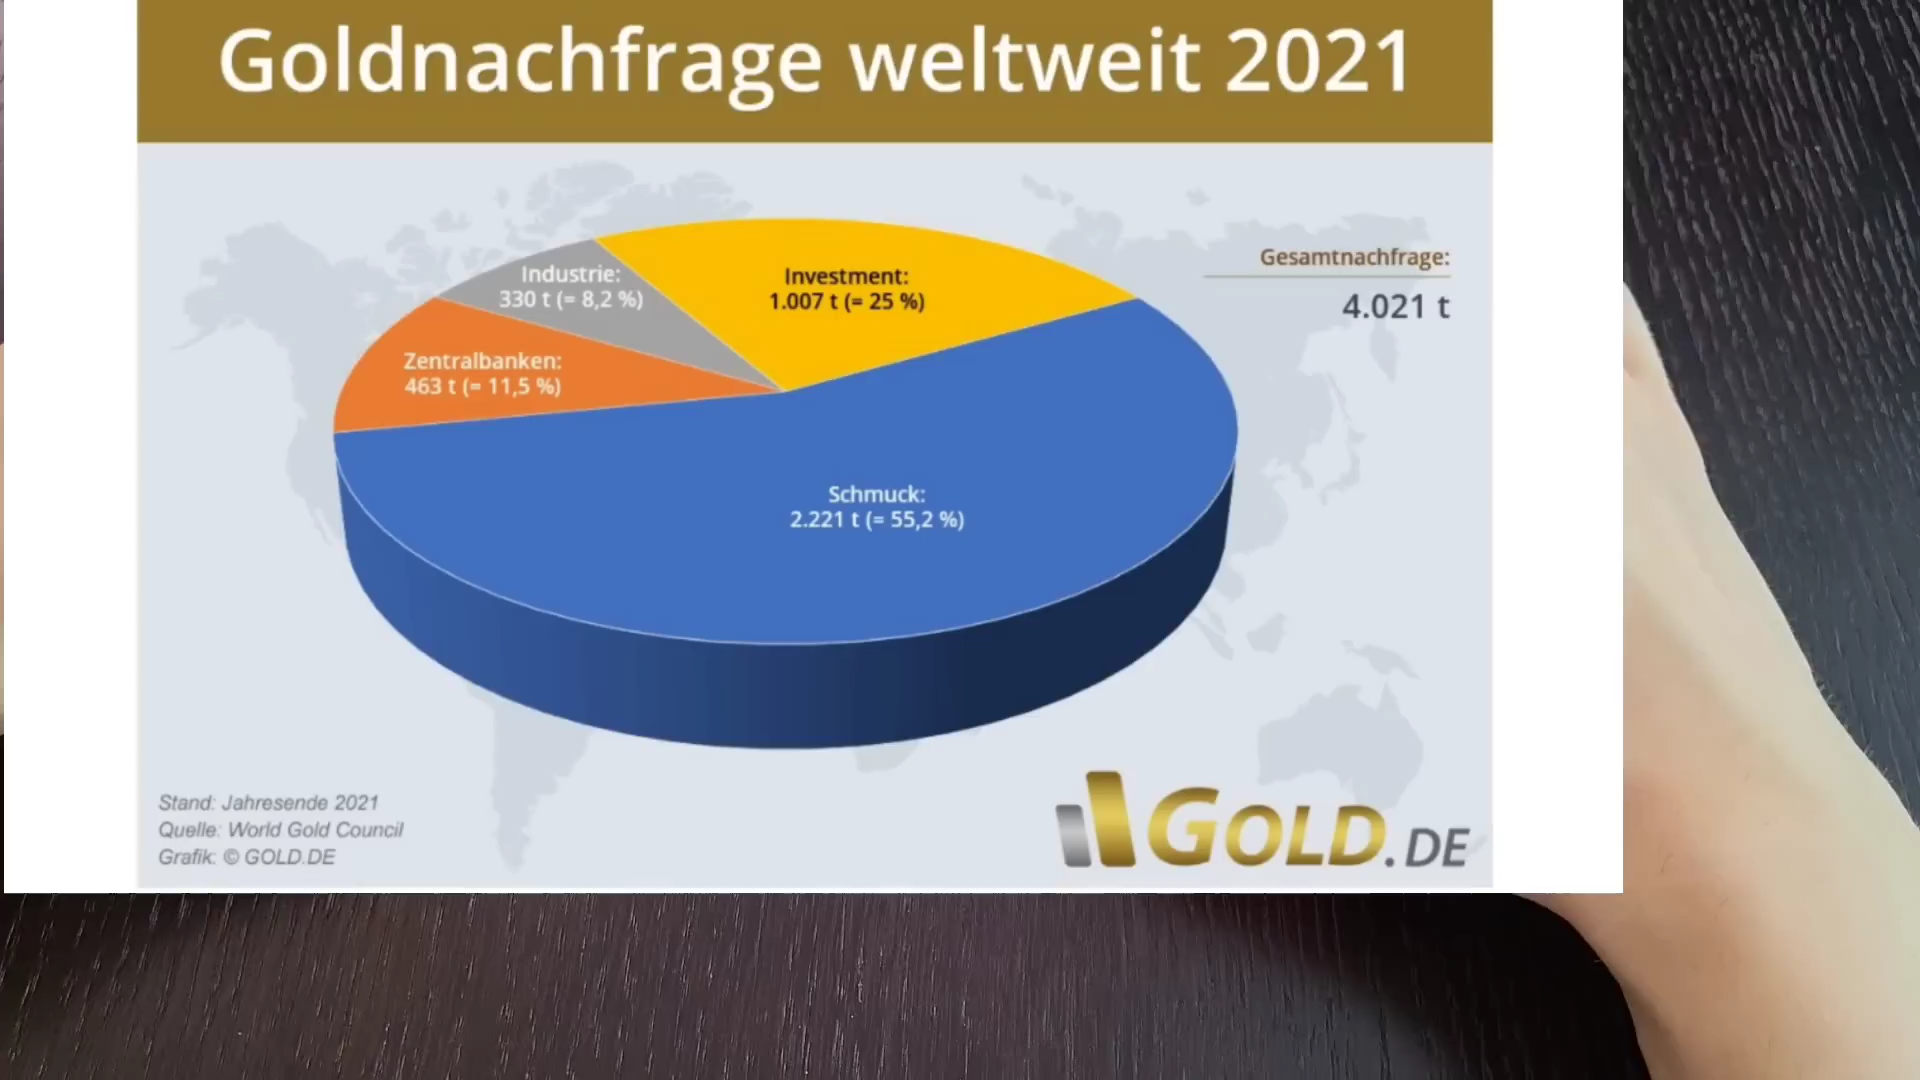 Goldnachfrage weltweit 2021
Gesamtnachfrage:
4.021 t
Industrie:
330 t (= 8,2 %)
Investment:
1.007 t (= 25 %)
Zentralbanken:
463 t (= 11,5 %)
Schmuck:
2.221 t (= 55,2 %)
Stand: Jahresende 2021
Quelle: World Gold Council
Grafik: © GOLD.DE
GOLD.DE